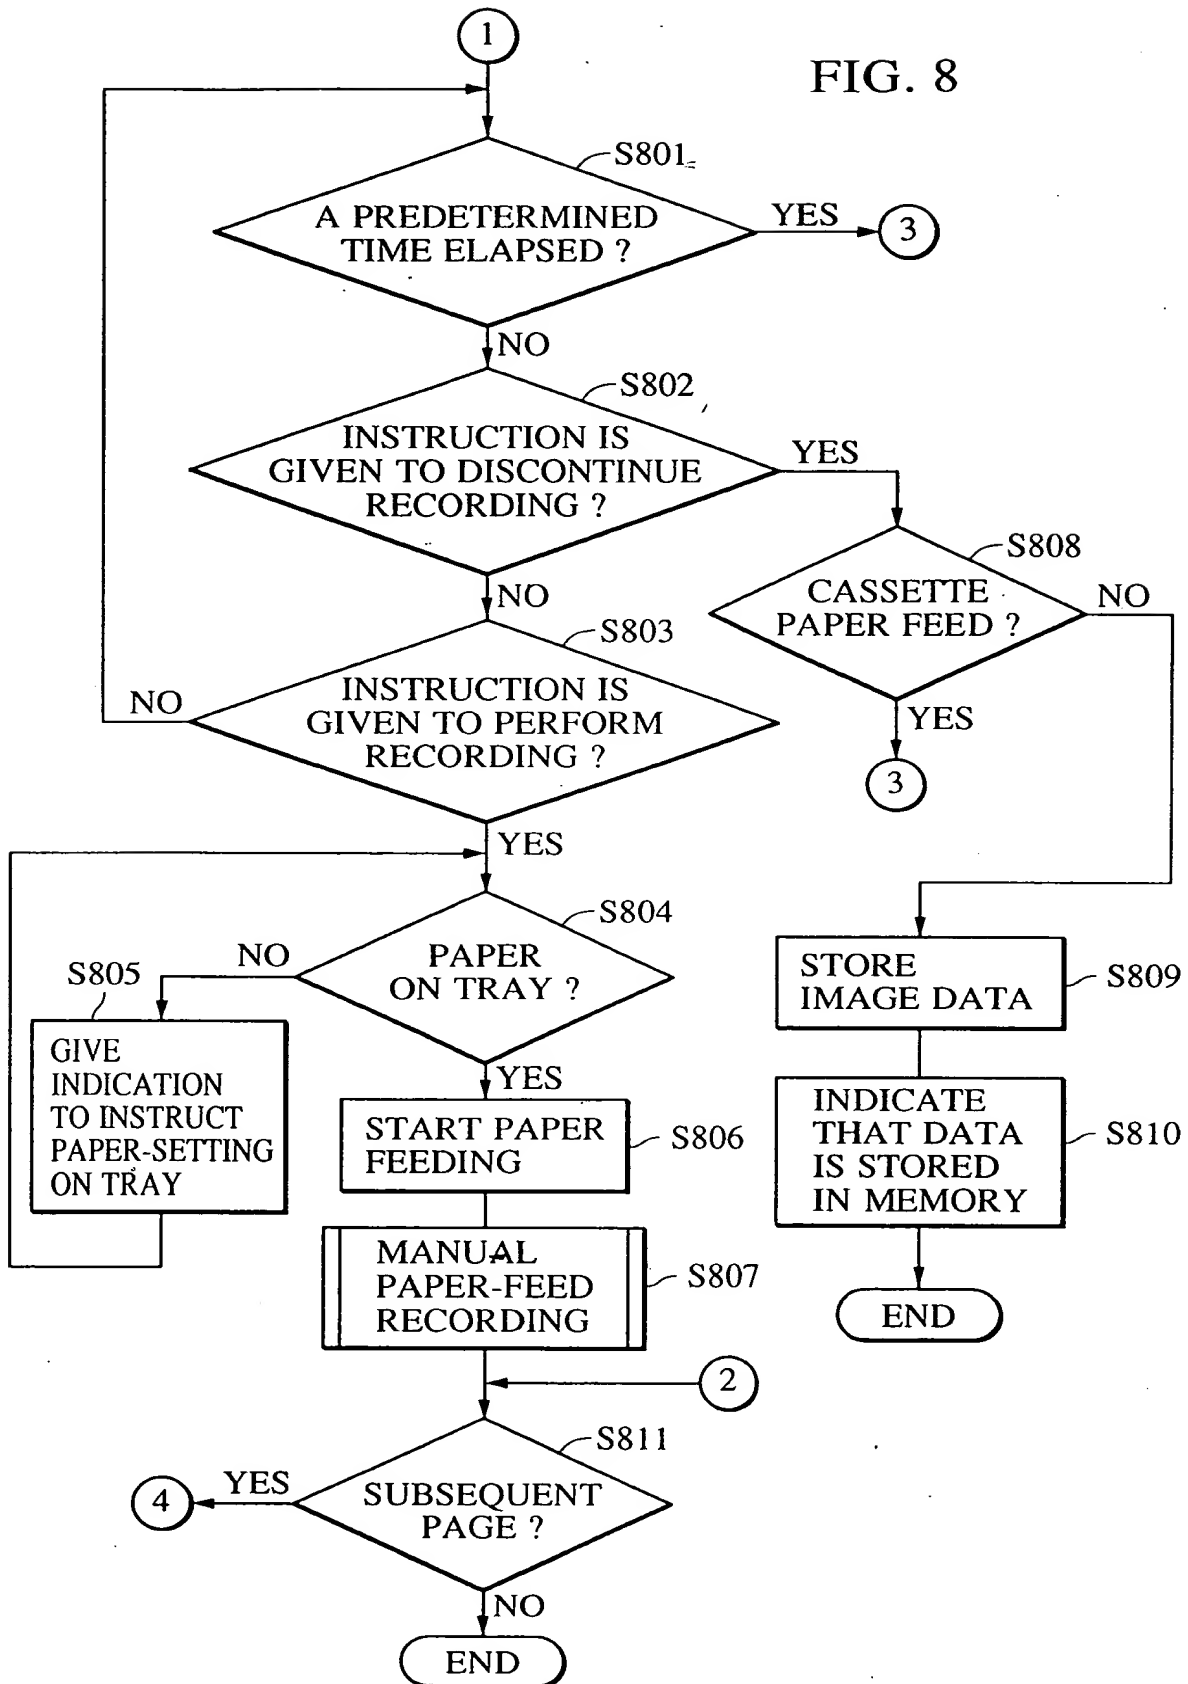 1
FIG. 8
S801
A PREDETERMINED
TIME ELAPSED ?
YES
3
NO
S802
INSTRUCTION IS
GIVEN TO DISCONTINUE
RECORDING ?
YES
NO
S808
CASSETTE
PAPER FEED ?
NO
YES
3
S803
INSTRUCTION IS
GIVEN TO PERFORM
RECORDING ?
NO
YES
S804
PAPER
ON TRAY ?
NO
S805
GIVE
INDICATION
TO INSTRUCT
PAPER-SETTING
ON TRAY
YES
START PAPER
FEEDING
S806
MANUAL
PAPER-FEED
RECORDING
S807
STORE
IMAGE DATA
S809
INDICATE
THAT DATA
IS STORED
IN MEMORY
S810
END
2
S811
SUBSEQUENT
PAGE ?
YES
4
NO
END